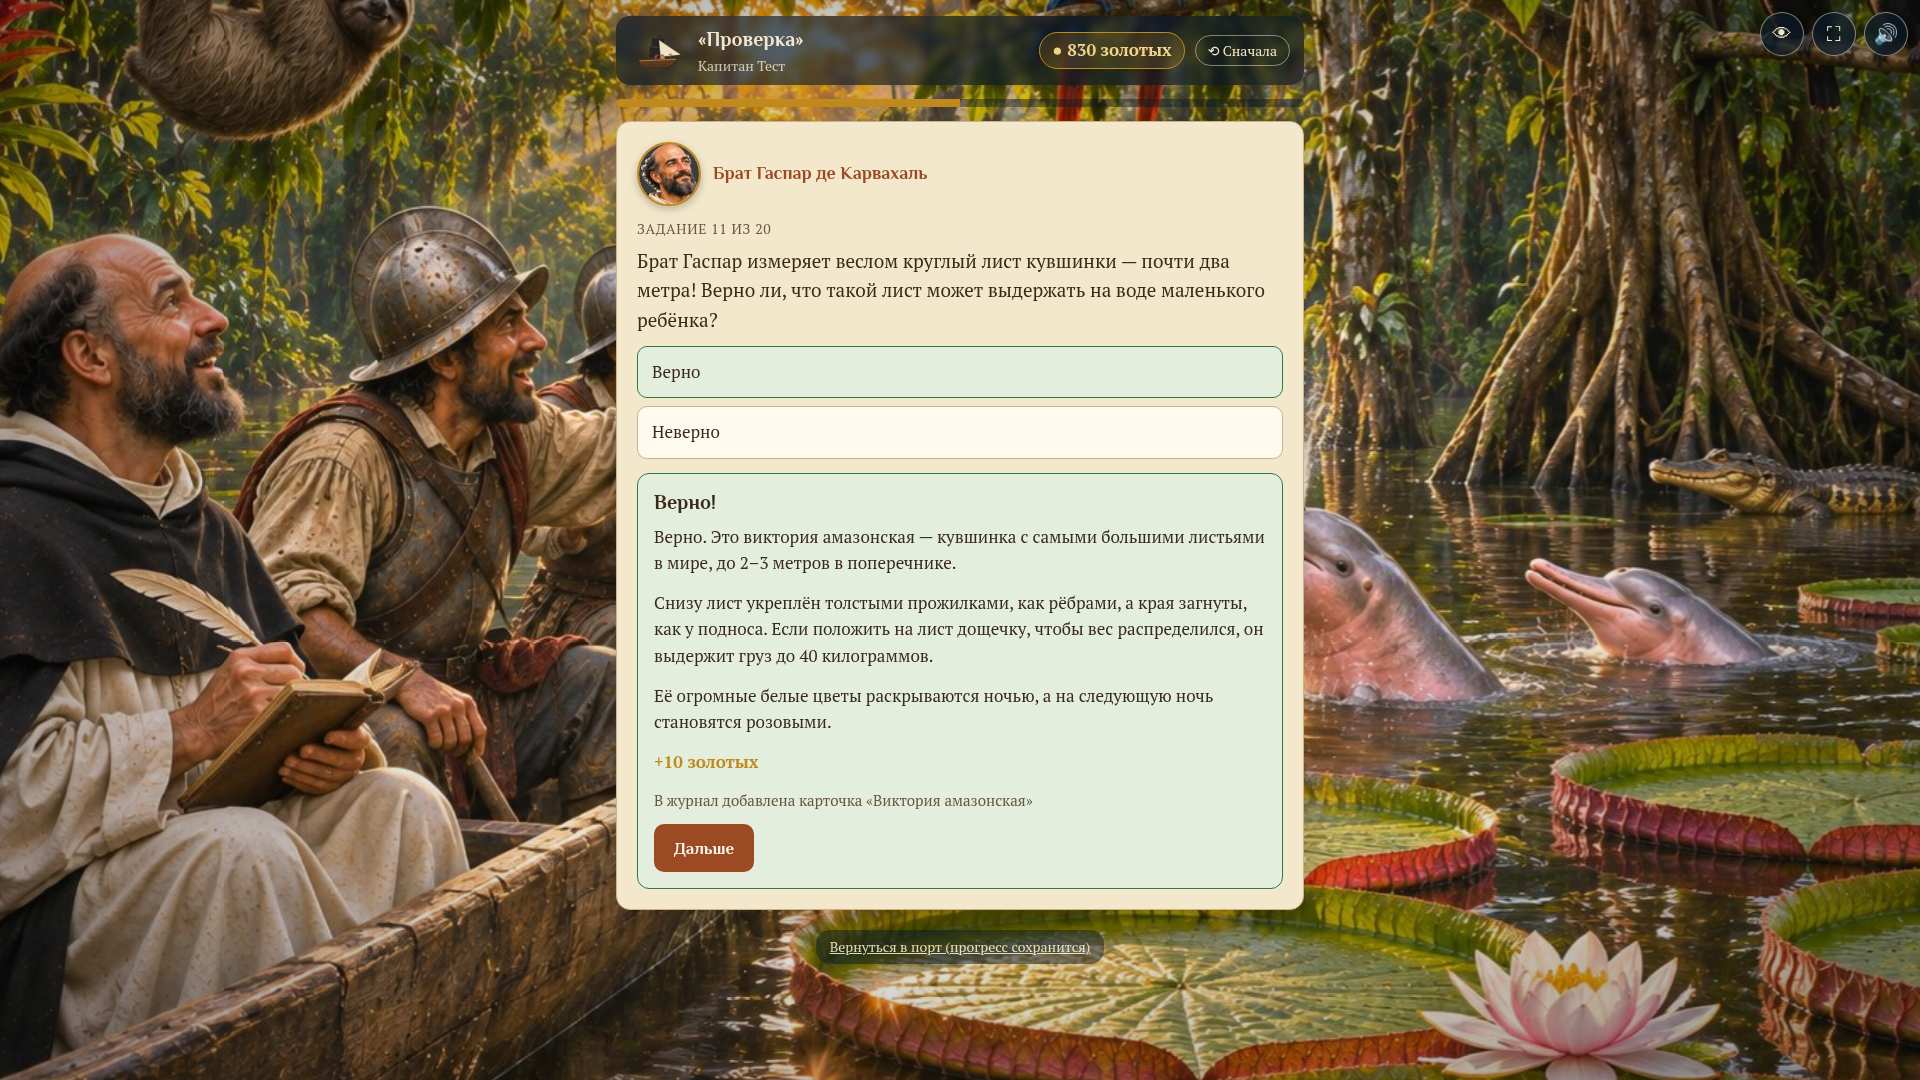 «Проверка»
Капитан Тест
● 830 золотых
⟲ Сначала
Брат Гаспар де Карвахаль
ЗАДАНИЕ 11 ИЗ 20
Брат Гаспар измеряет веслом круглый лист кувшинки — почти два
метра! Верно ли, что такой лист может выдержать на воде маленького
ребёнка?
Верно
Неверно
Верно!
Верно. Это виктория амазонская — кувшинка с самыми большими листьями
в мире, до 2–3 метров в поперечнике.
Снизу лист укреплён толстыми прожилками, как рёбрами, а края загнуты,
как у подноса. Если положить на лист дощечку, чтобы вес распределился, он
выдержит груз до 40 килограммов.
Её огромные белые цветы раскрываются ночью, а на следующую ночь
становятся розовыми.
+10 золотых
В журнал добавлена карточка «Виктория амазонская»
Дальше
Вернуться в порт (прогресс сохранится)